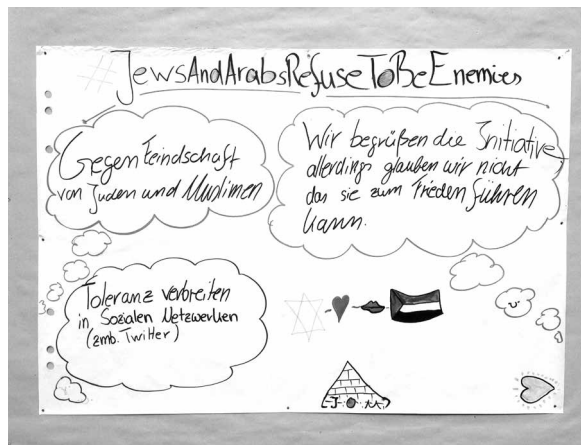 #JewsAndArabsRefuseToBeEnemies
Gegen Feindschaft
von Juden und Muslimen
Wir begrüßen die Initiative,
allerdings glauben wir nicht
das sie zum Frieden führen
kann.
Toleranz verbreiten
in Sozialen Netzwerken
(zmb. Twitter)